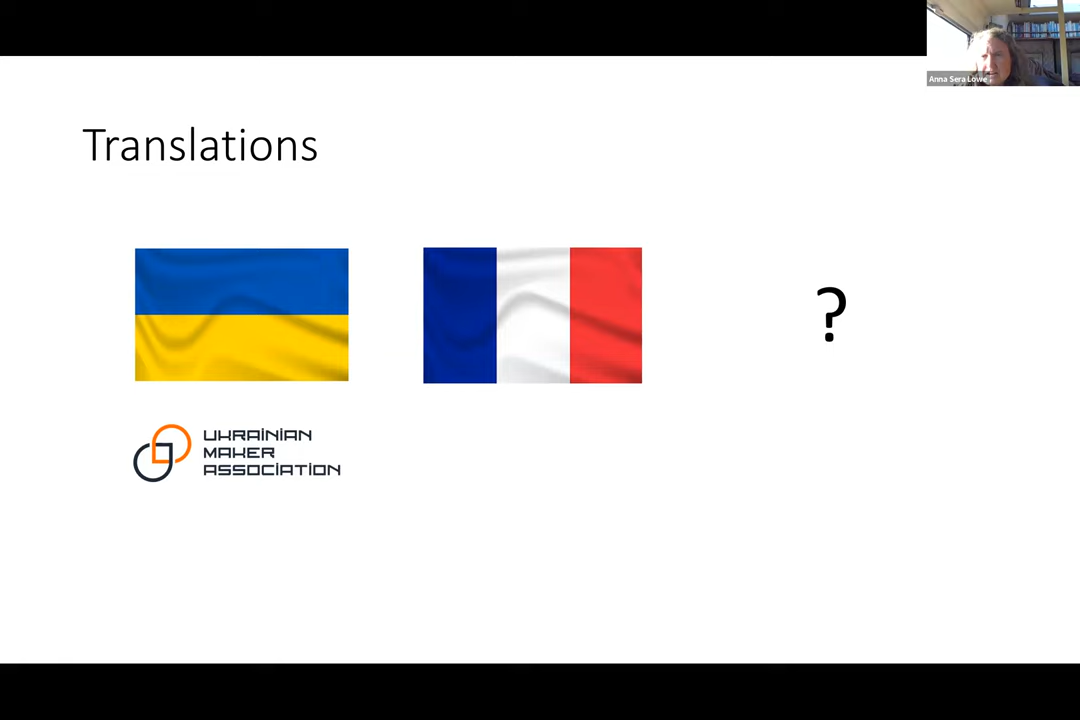 Anna Sera Lowe
Translations
?
UKRAINIAN
MAKER
ASSOCIATION